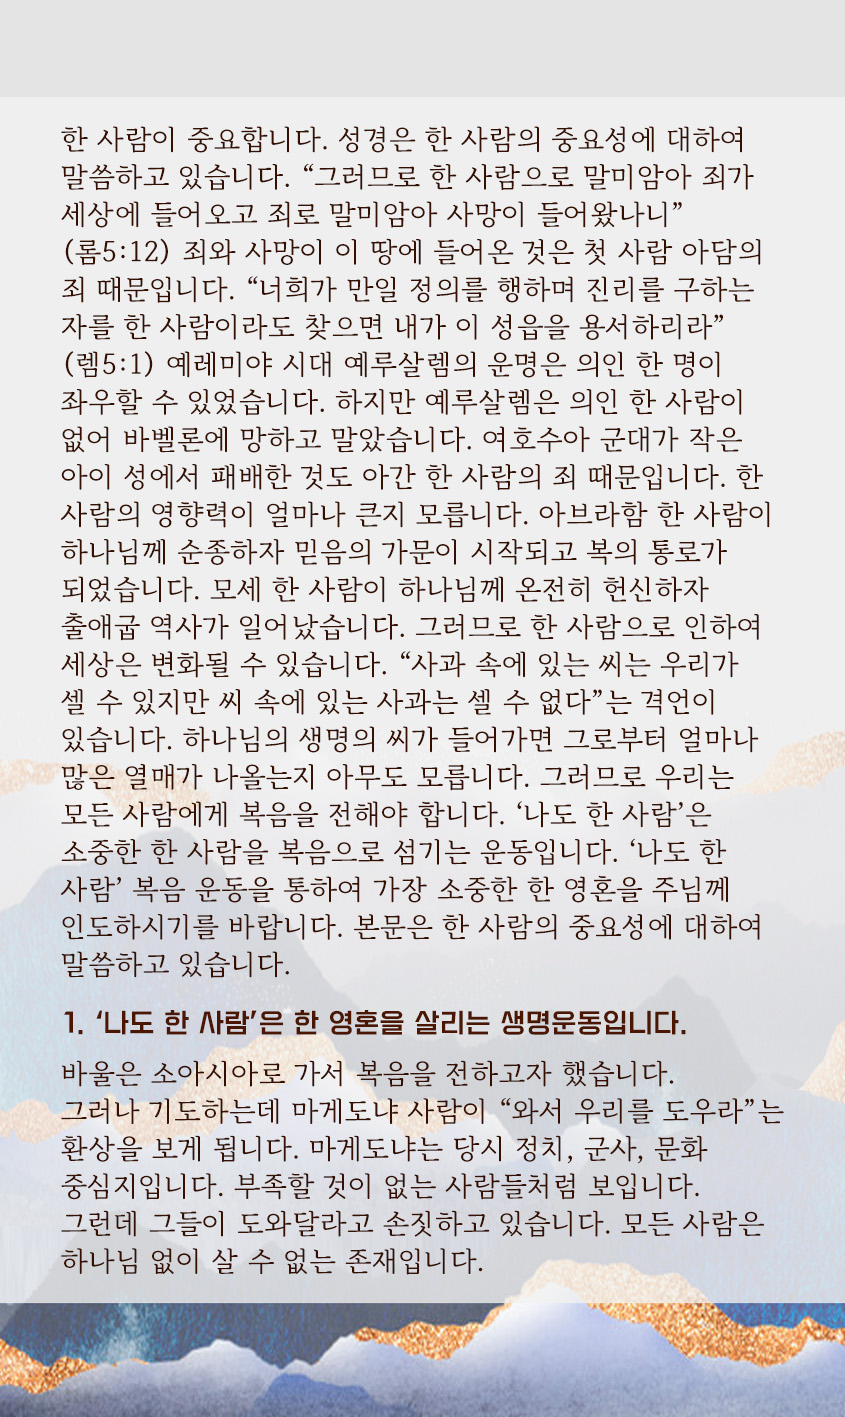 한 사람이 중요합니다. 성경은 한 사람의 중요성에 대하여
말씀하고 있습니다. “그러므로 한 사람으로 말미암아 죄가
세상에 들어오고 죄로 말미암아 사망이 들어왔나니”
(롬5:12) 죄와 사망이 이 땅에 들어온 것은 첫 사람 아담의
죄 때문입니다. “너희가 만일 정의를 행하며 진리를 구하는
자를 한 사람이라도 찾으면 내가 이 성읍을 용서하리라”
(렘5:1) 예레미야 시대 예루살렘의 운명은 의인 한 명이
좌우할 수 있었습니다. 하지만 예루살렘은 의인 한 사람이
없어 바벨론에 망하고 말았습니다. 여호수아 군대가 작은
아이 성에서 패배한 것도 아간 한 사람의 죄 때문입니다. 한
사람의 영향력이 얼마나 큰지 모릅니다. 아브라함 한 사람이
하나님께 순종하자 믿음의 가문이 시작되고 복의 통로가
되었습니다. 모세 한 사람이 하나님께 온전히 헌신하자
출애굽 역사가 일어났습니다. 그러므로 한 사람으로 인하여
세상은 변화될 수 있습니다. “사과 속에 있는 씨는 우리가
셀 수 있지만 씨 속에 있는 사과는 셀 수 없다”는 격언이
있습니다. 하나님의 생명의 씨가 들어가면 그로부터 얼마나
많은 열매가 나올는지 아무도 모릅니다. 그러므로 우리는
모든 사람에게 복음을 전해야 합니다. ‘나도 한 사람’은
소중한 한 사람을 복음으로 섬기는 운동입니다. ‘나도 한
사람’ 복음 운동을 통하여 가장 소중한 한 영혼을 주님께
인도하시기를 바랍니다. 본문은 한 사람의 중요성에 대하여
말씀하고 있습니다.
1. ‘나도 한 사람’은 한 영혼을 살리는 생명운동입니다.
바울은 소아시아로 가서 복음을 전하고자 했습니다.
그러나 기도하는데 마게도냐 사람이 “와서 우리를 도우라”는
환상을 보게 됩니다. 마게도냐는 당시 정치, 군사, 문화
중심지입니다. 부족할 것이 없는 사람들처럼 보입니다.
그런데 그들이 도와달라고 손짓하고 있습니다. 모든 사람은
하나님 없이 살 수 없는 존재입니다.